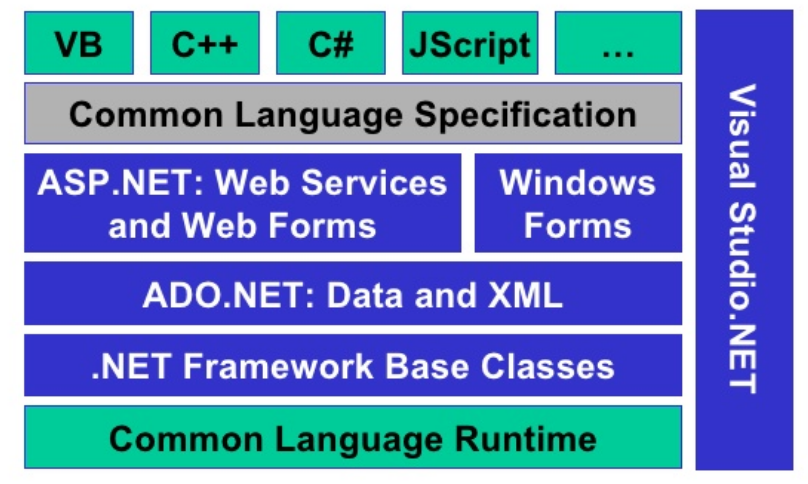 VB
C++
C#
JScript
...
Common Language Specification
ASP.NET: Web Services
and Web Forms
Windows
Forms
ADO.NET: Data and XML
.NET Framework Base Classes
Common Language Runtime
Visual Studio.NET